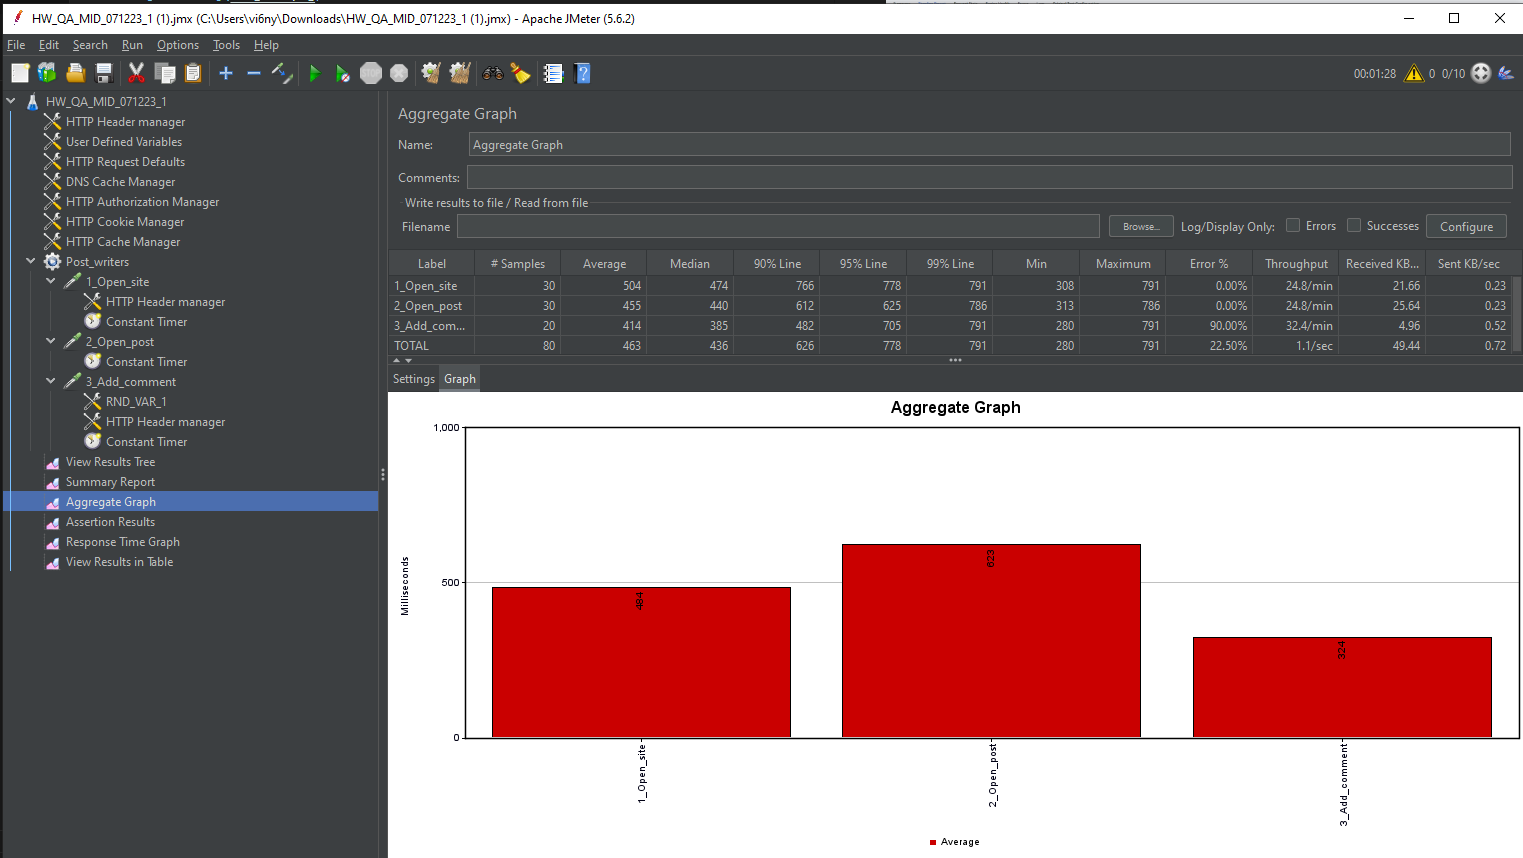 HW_QA_MID_071223_1 (1).jmx (C:\Users\vi6ny\Downloads\HW_QA_MID_071223_1 (1).jmx) - Apache JMeter (5.6.2)
File Edit Search Run Options Tools Help
STOP
00:01:28 0 0/10
HW_QA_MID_071223_1
HTTP Header manager
User Defined Variables
HTTP Request Defaults
DNS Cache Manager
HTTP Authorization Manager
HTTP Cookie Manager
HTTP Cache Manager
Post_writers
1_Open_site
HTTP Header manager
Constant Timer
2_Open_post
Constant Timer
3_Add_comment
RND_VAR_1
HTTP Header manager
Constant Timer
View Results Tree
Summary Report
Aggregate Graph
Assertion Results
Response Time Graph
View Results in Table
Aggregate Graph
Name: Aggregate Graph
Comments:
Write results to file / Read from file
Filename Browse... Log/Display Only: Errors Successes Configure
Label # Samples Average Median 90% Line 95% Line 99% Line Min Maximum Error % Throughput Received KB... Sent KB/sec
1_Open_site 30 504 474 766 778 791 308 791 0.00% 24.8/min 21.66 0.23
2_Open_post 30 455 440 612 625 786 313 786 0.00% 24.8/min 25.64 0.23
3_Add_com... 20 414 385 482 705 791 280 791 90.00% 32.4/min 4.96 0.52
TOTAL 80 463 436 626 778 791 280 791 22.50% 1.1/sec 49.44 0.72
Settings Graph
Aggregate Graph
1,000
500
0
Milliseconds
484
623
324
1_Open_site
2_Open_post
3_Add_comment
Average